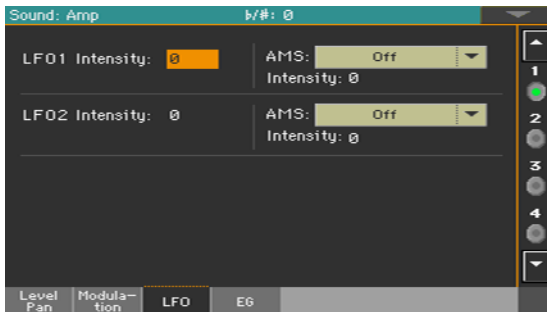 Sound: Amp ♭/#: 0
LFO1 Intensity: 0 AMS: Off
Intensity: 0
LFO2 Intensity: 0 AMS: Off
Intensity: 0
1
2
3
4
Level Pan
Modula-tion
LFO
EG